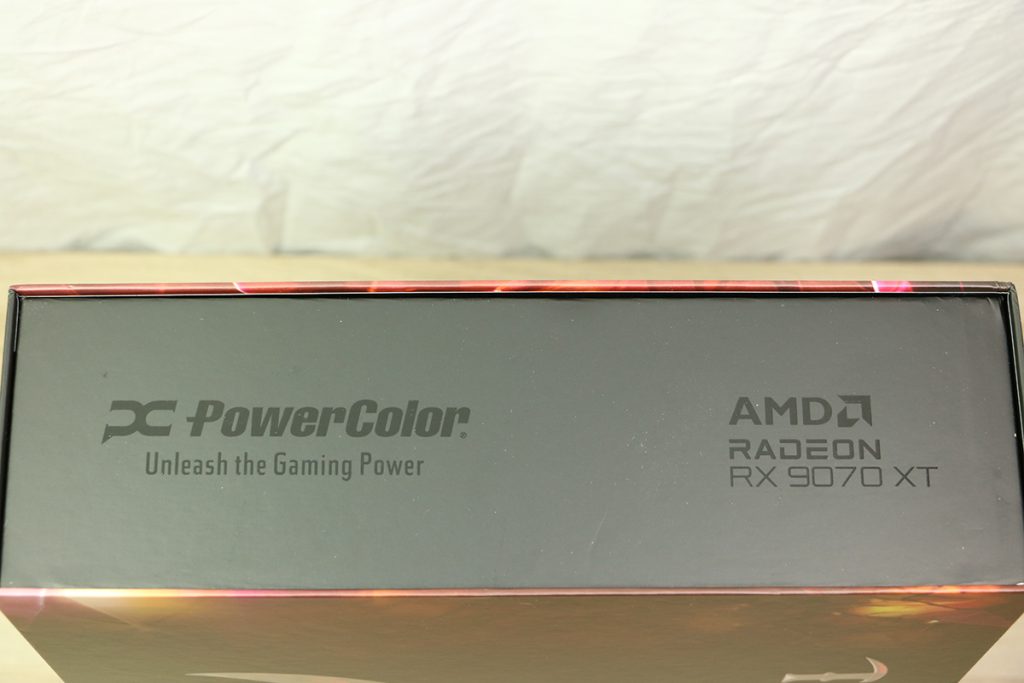 PowerColor®
Unleash the Gaming Power
AMD
RADEON
RX 9070 XT